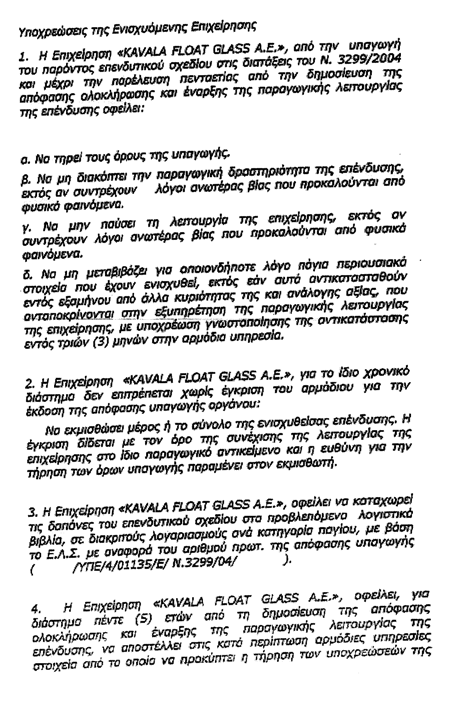 Υποχρεώσεις της Ενισχυόμενης Επιχείρησης
1. Η Επιχείρηση «KAVALA FLOAT GLASS A.E.», από την υπαγωγή
του παρόντος επενδυτικού σχεδίου στις διατάξεις του Ν. 3299/2004
και μέχρι την παρέλευση πενταετίας από την δημοσίευση της
απόφασης ολοκλήρωσης και έναρξης της παραγωγικής λειτουργίας
της επένδυσης οφείλει:
α. Να τηρεί τους όρους της υπαγωγής.
β. Να μη διακόπτει την παραγωγική δραστηριότητα της επένδυσης,
εκτός αν συντρέχουν λόγοι ανωτέρας βίας που προκαλούνται από
φυσικά φαινόμενα.
γ. Να μην παύσει τη λειτουργία της επιχείρησης, εκτός αν
συντρέχουν λόγοι ανωτέρας βίας που προκαλούνται από φυσικά
φαινόμενα.
δ. Να μη μεταβιβάζει για οποιονδήποτε λόγο πάγια περιουσιακά
στοιχεία που έχουν ενισχυθεί, εκτός εάν αυτά αντικατασταθούν
εντός εξαμήνου από άλλα κυριότητας της και ανάλογης αξίας, που
ανταποκρίνονται στην εξυπηρέτηση της παραγωγικής λειτουργίας
της επιχείρησης, με υποχρέωση γνωστοποίησης της αντικατάστασης
εντός τριών (3) μηνών στην αρμόδια υπηρεσία.
2. Η Επιχείρηση «KAVALA FLOAT GLASS A.E.», για το ίδιο χρονικό
διάστημα δεν επιτρέπεται χωρίς έγκριση του αρμόδιου για την
έκδοση της απόφασης υπαγωγής οργάνου:
Να εκμισθώσει μέρος ή το σύνολο της ενισχυθείσας επένδυσης. Η
έγκριση δίδεται με τον όρο της συνέχισης της λειτουργίας της
επιχείρησης στο ίδιο παραγωγικό αντικείμενο και η ευθύνη για την
τήρηση των όρων υπαγωγής παραμένει στον εκμισθωτή.
3. Η Επιχείρηση «KAVALA FLOAT GLASS A.E.», οφείλει να καταχωρεί
τις δαπάνες του επενδυτικού σχεδίου στα προβλεπόμενα λογιστικά
βιβλία, σε διακριτούς λογαριασμούς ανά κατηγορία παγίου, με βάση
το Ε.Λ.Σ. με αναφορά του αριθμού πρωτ. της απόφασης υπαγωγής
( /ΥΠΕ/4/01135/Ε/ Ν.3299/04/ ).
4. Η Επιχείρηση «KAVALA FLOAT GLASS A.E.», οφείλει, για
διάστημα πέντε (5) ετών από τη δημοσίευση της απόφασης
ολοκλήρωσης και έναρξης της παραγωγικής λειτουργίας της
επένδυσης, να αποστέλλει στις κατά περίπτωση αρμόδιες υπηρεσίες
στοιχεία από τα οποία να προκύπτει η τήρηση των υποχρεώσεών της